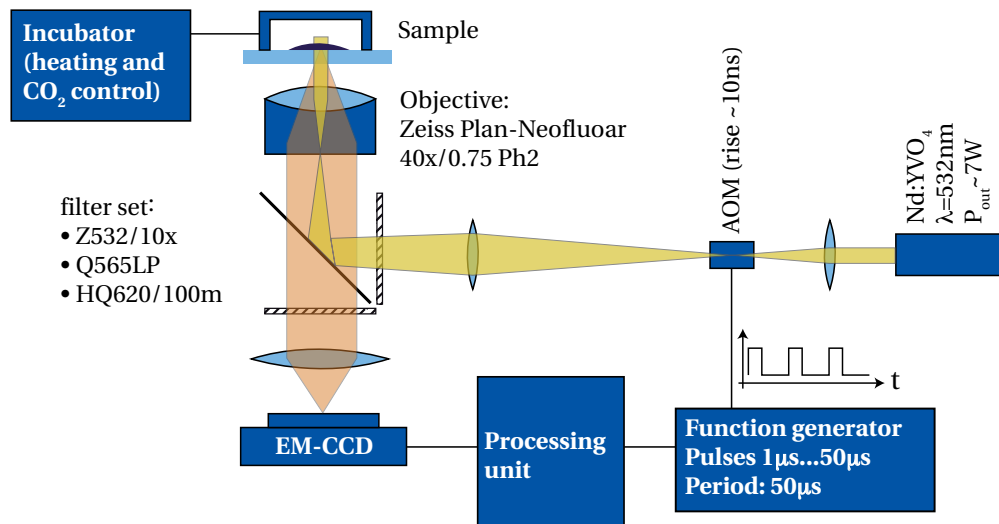 Incubator
(heating and
CO₂ control)
Sample
Objective:
Zeiss Plan-Neofluoar
40x/0.75 Ph2
filter set:
• Z532/10x
• Q565LP
• HQ620/100m
AOM (rise ~10ns)
Nd:YVO₄
λ=532nm
Pout~7W
t
EM-CCD
Processing
unit
Function generator
Pulses 1µs...50µs
Period: 50µs